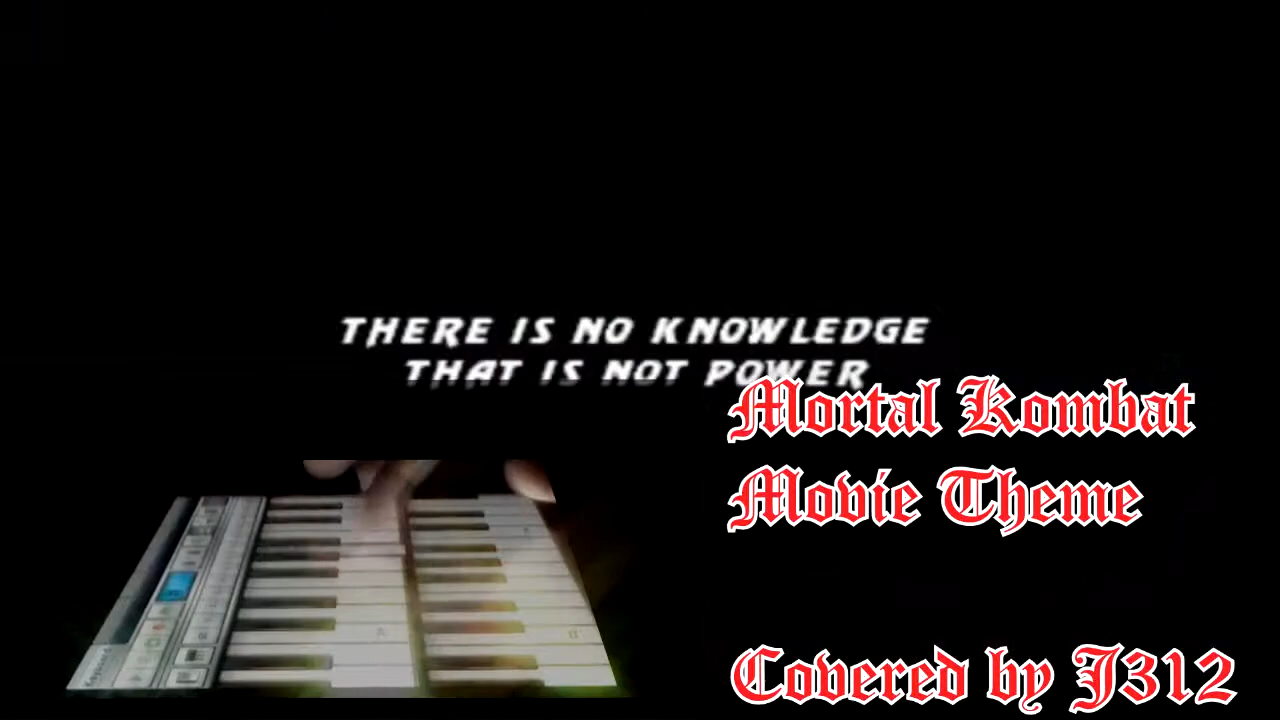 THERE IS NO KNOWLEDGE
THAT IS NOT POWER
Mortal Kombat
Movie Theme
Covered by J312